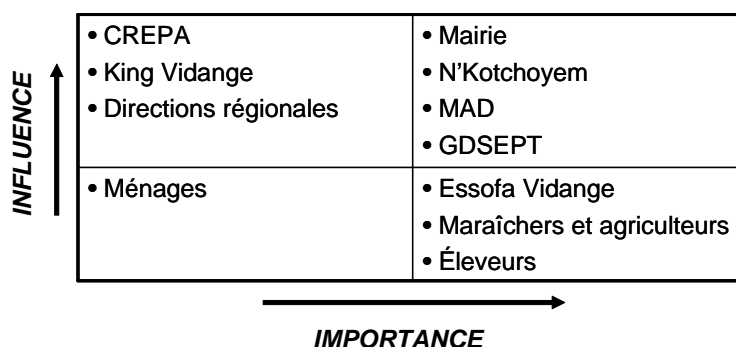 INFLUENCE
• CREPA
• King Vidange
• Directions régionales
• Mairie
• N'Kotchoyem
• MAD
• GDSEPT
• Ménages
• Essofa Vidange
• Maraîchers et agriculteurs
• Éleveurs
IMPORTANCE